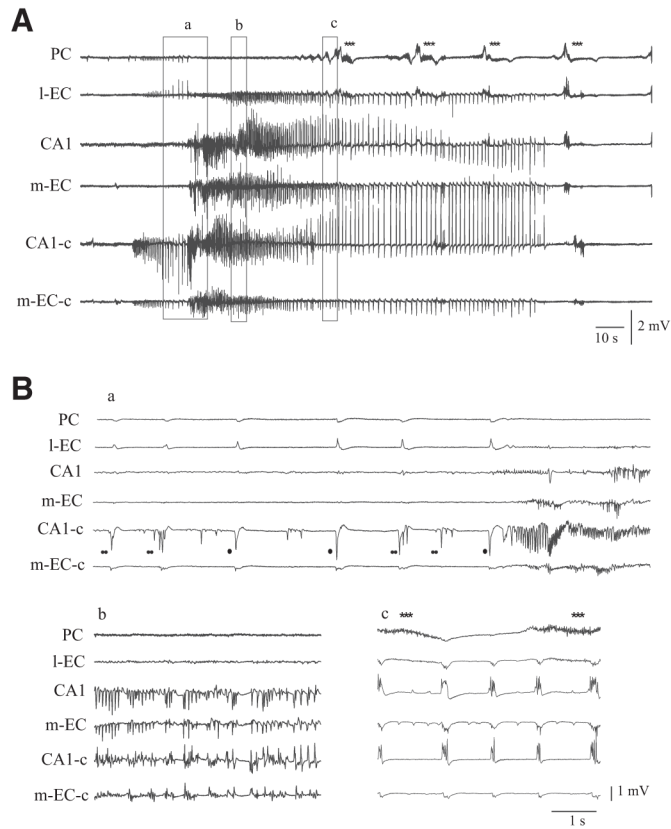 A
a
b
c
PC
***
***
***
***
l-EC
CA1
m-EC
CA1-c
m-EC-c
10 s
2 mV
B
a
PC
l-EC
CA1
m-EC
CA1-c
m-EC-c
b
c
***
***
PC
l-EC
CA1
m-EC
CA1-c
m-EC-c
1 mV
1 s